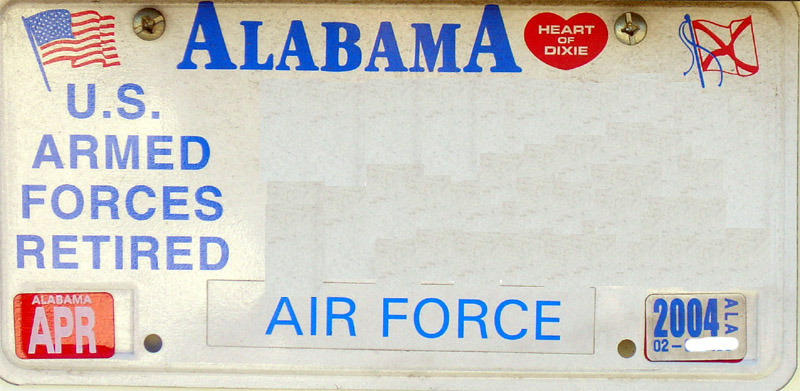 ALABAMA
HEART
OF
DIXIE
U.S.
ARMED
FORCES
RETIRED
AIR FORCE
ALABAMA
APR
2004
ALA
02-